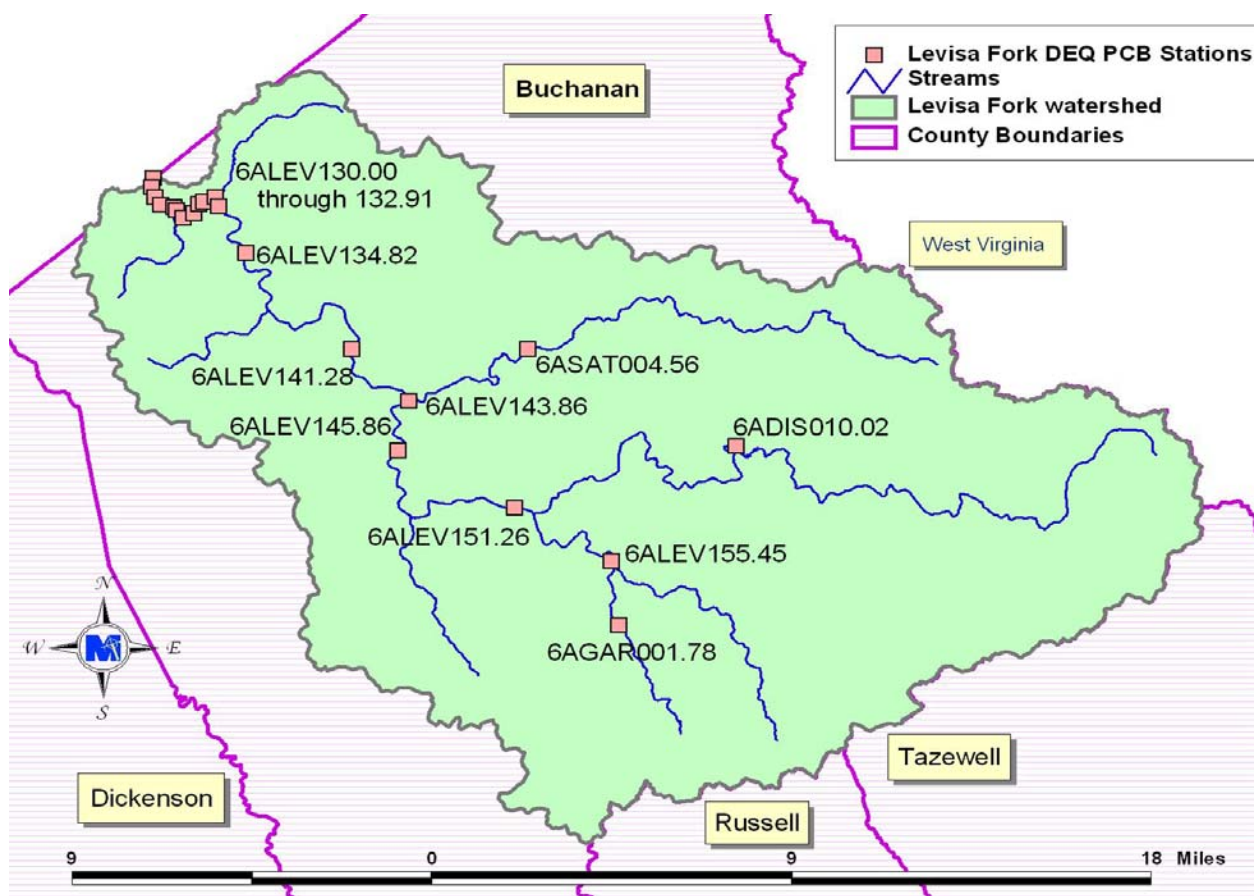 Levisa Fork DEQ PCB Stations
Streams
Levisa Fork watershed
County Boundaries
Buchanan
6ALEV130.00
through 132.91
West Virginia
6ALEV134.82
6ALEV141.28
6ASAT004.56
6ALEV143.86
6ALEV145.86
6ADIS010.02
6ALEV151.26
6ALEV155.45
6AGAR001.78
N
W
M
E
S
Tazewell
Dickenson
Russell
9 0 9 18 Miles